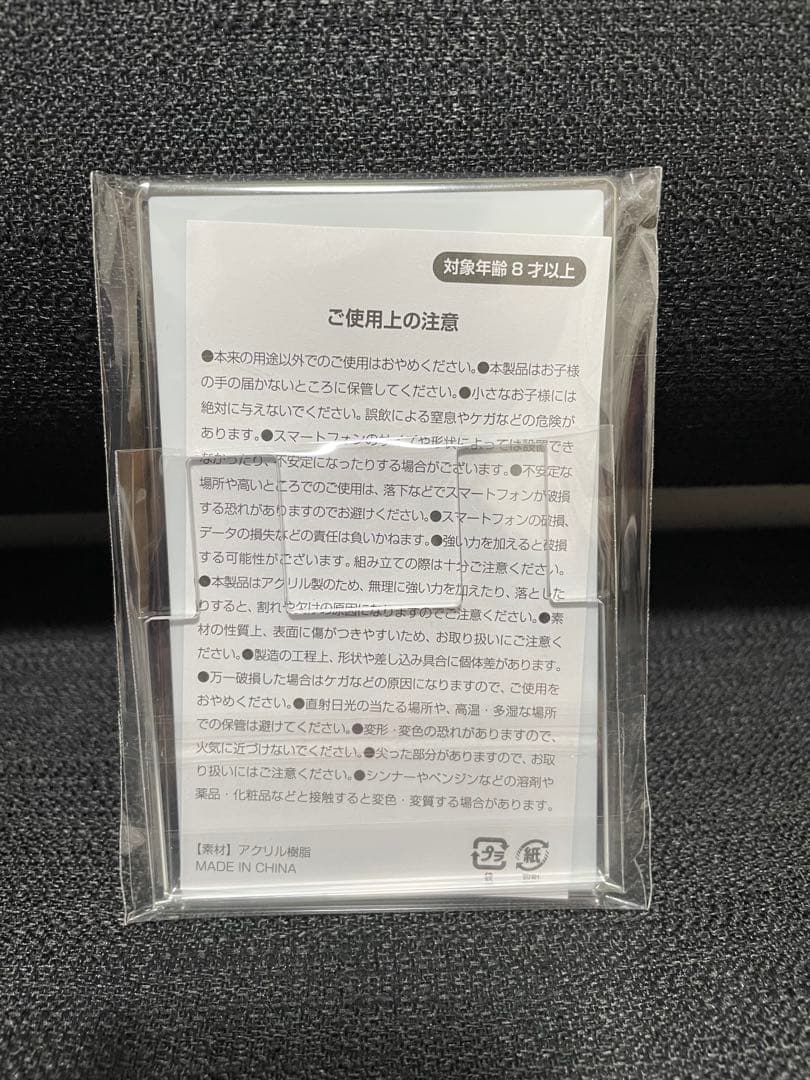 対象年齢 8 才以上
ご使用上の注意
●本来の用途以外でのご使用はおやめください。●本製品はお子様
の手の届かないところに保管してください。●小さなお子様には
絶対に与えないでください。誤飲による窒息やケガなどの危険が
あります。●スマートフォンのサイズや形状によっては設置でき
なかったり、不安定になったりする場合がございます。●不安定な
場所や高いところでのご使用は、落下などでスマートフォンが破損
する恐れがありますのでお避けください。●スマートフォンの破損、
データの損失などの責任は負いかねます。●強い力を加えると破損
する可能性がございます。組み立ての際は十分ご注意ください。
●本製品はアクリル製のため、無理に強い力を加えたり、落とした
りすると、割れや欠けの原因になりますのでご注意ください。●素
材の性質上、表面に傷がつきやすいため、お取り扱いにご注意く
ださい。●製造の工程上、形状や差し込み具合に個体差があります。
●万一破損した場合はケガなどの原因になりますので、ご使用を
おやめください。●直射日光の当たる場所や、高温・多湿な場所
での保管は避けてください。●変形・変色の恐れがありますので、
火気に近づけないでください。●尖った部分がありますので、お取
り扱いにはご注意ください。●シンナーやベンジンなどの溶剤や
薬品・化粧品などと接触すると変色・変質する場合があります。
【素材】アクリル樹脂
MADE IN CHINA
プラ 紙
袋